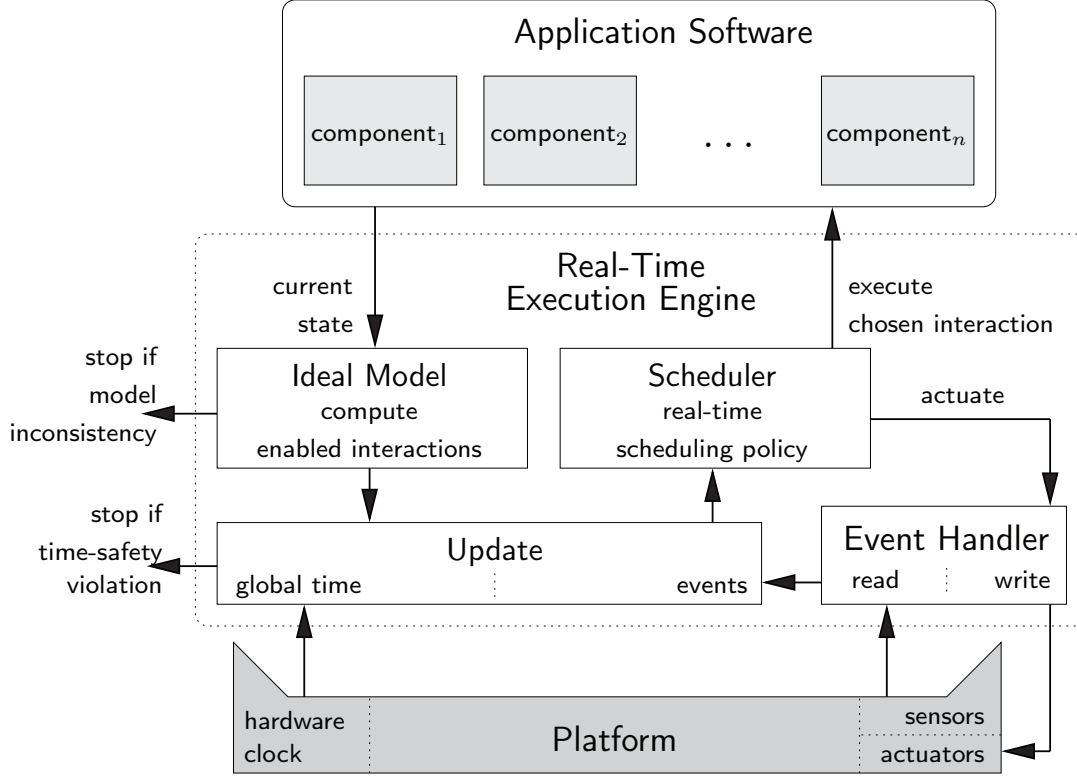 Application Software
component₁
component₂
. . .
componentₙ
Real-Time
Execution Engine
current
state
execute
chosen interaction
stop if
model
inconsistency
Ideal Model
compute
enabled interactions
Scheduler
real-time
scheduling policy
actuate
stop if
time-safety
violation
Update
global time
events
Event Handler
read
write
hardware
clock
Platform
sensors
actuators